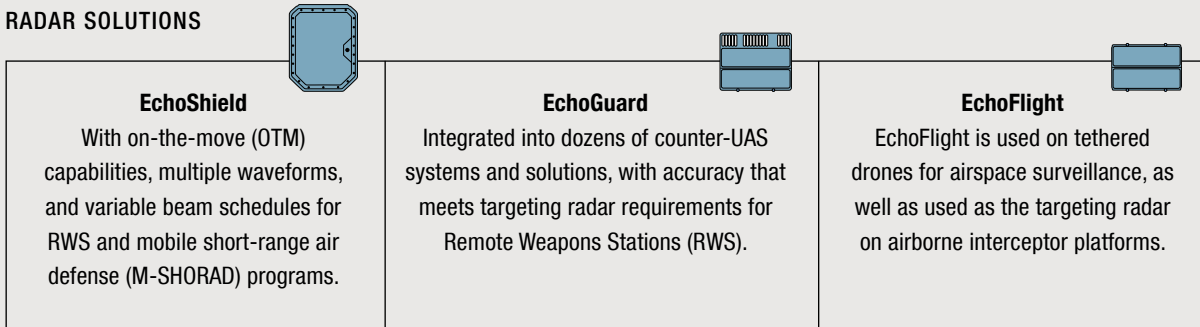 RADAR SOLUTIONS
EchoShield
With on-the-move (OTM)
capabilities, multiple waveforms,
and variable beam schedules for
RWS and mobile short-range air
defense (M-SHORAD) programs.
EchoGuard
Integrated into dozens of counter-UAS
systems and solutions, with accuracy that
meets targeting radar requirements for
Remote Weapons Stations (RWS).
EchoFlight
EchoFlight is used on tethered
drones for airspace surveillance, as
well as used as the targeting radar
on airborne interceptor platforms.